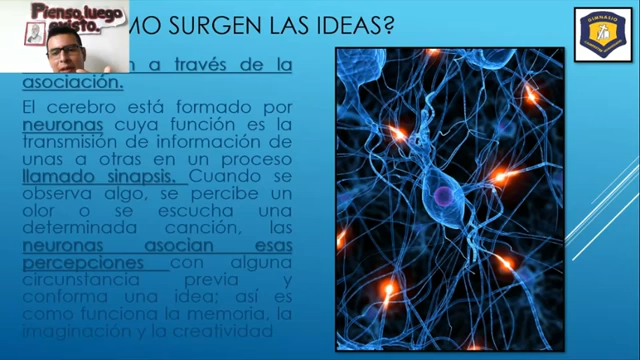 Pienso,luego
existo.
MO SURGEN LAS IDEAS?
a través de la
asociación.
El cerebro está formado por
neuronas cuya función es la
transmisión de información de
unas a otras en un proceso
llamado sinapsis. Cuando se
observa algo, se percibe un
olor o se escucha una
determinada canción, las
neuronas asocian esas
percepciones con alguna
circunstancia previa y
conforma una idea; así es
como funciona la memoria, la
imaginación y la creatividad
GIMNASIO